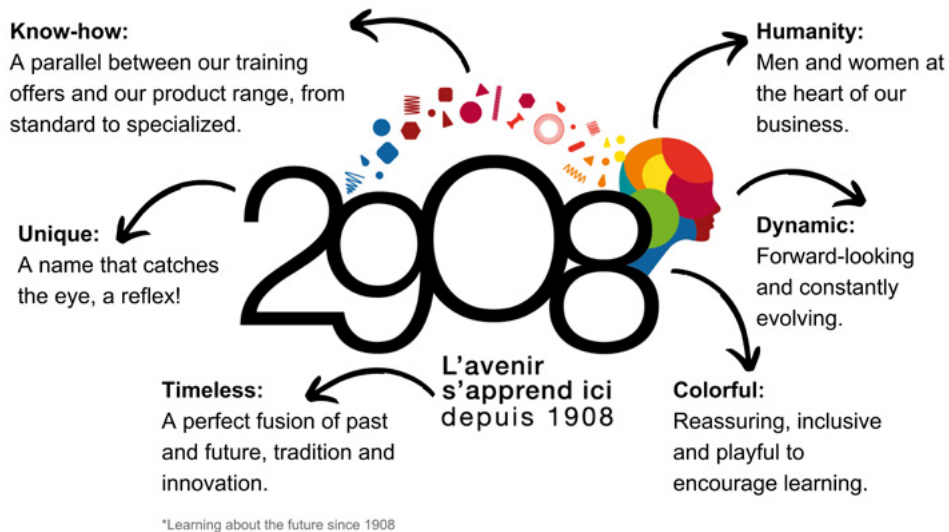 Know-how:
A parallel between our training
offers and our product range, from
standard to specialized.
Humanity:
Men and women at
the heart of our
business.
Unique:
A name that catches
the eye, a reflex!
2908
Dynamic:
Forward-looking
and constantly
evolving.
L'avenir
s'apprend ici
depuis 1908
Timeless:
A perfect fusion of past
and future, tradition and
innovation.
Colorful:
Reassuring, inclusive
and playful to
encourage learning.
*Learning about the future since 1908